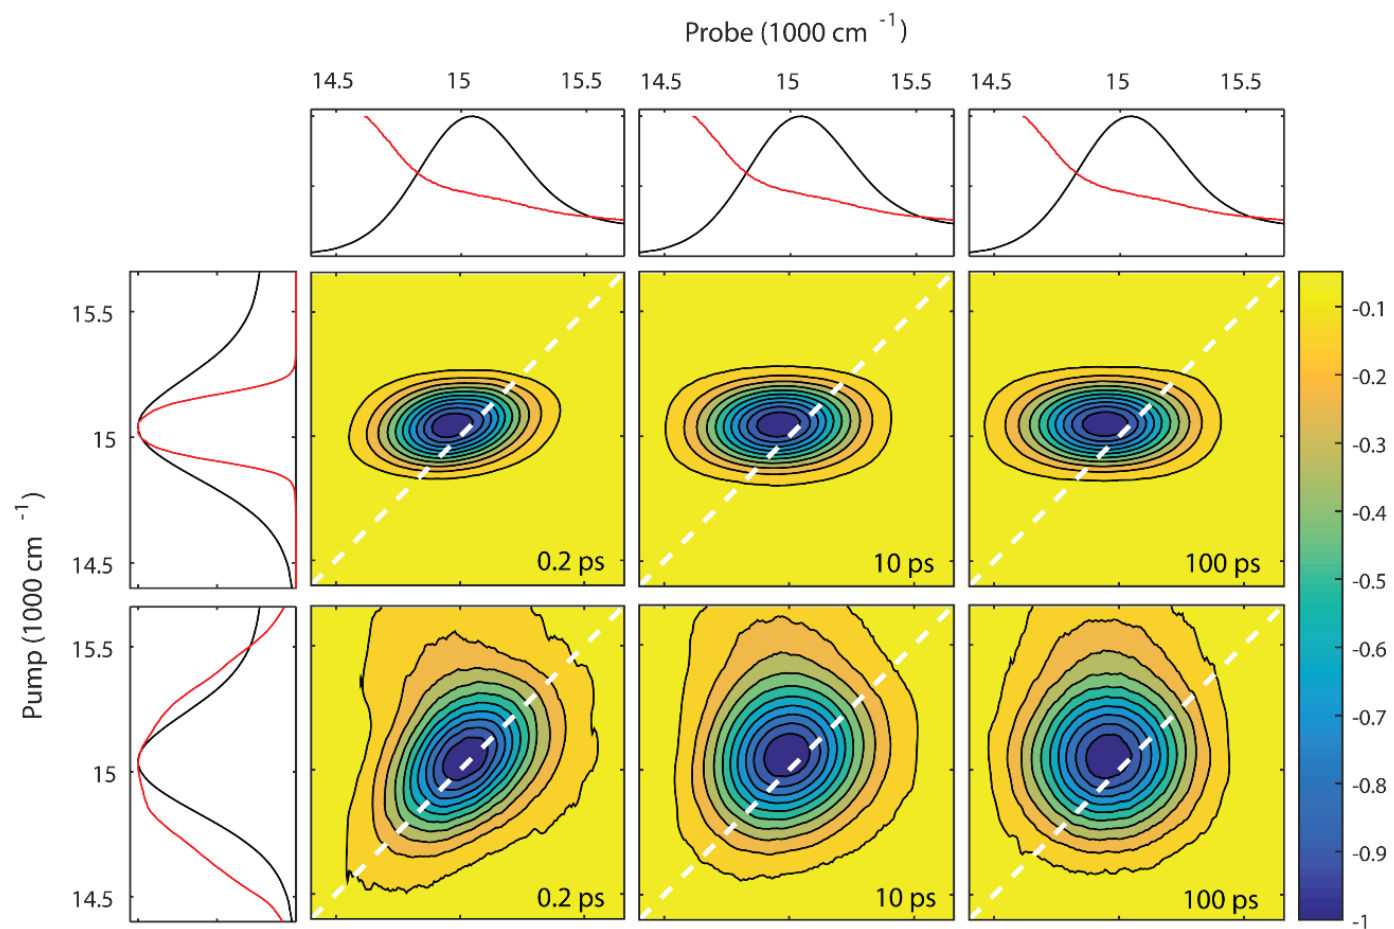 Probe (1000 cm -1)
14.5 15 15.5 14.5 15 15.5 14.5 15 15.5
Pump (1000 cm -1)
15.5
15
14.5
0.2 ps
10 ps
100 ps
15.5
15
14.5
0.2 ps
10 ps
100 ps
-0.1
-0.2
-0.3
-0.4
-0.5
-0.6
-0.7
-0.8
-0.9
-1